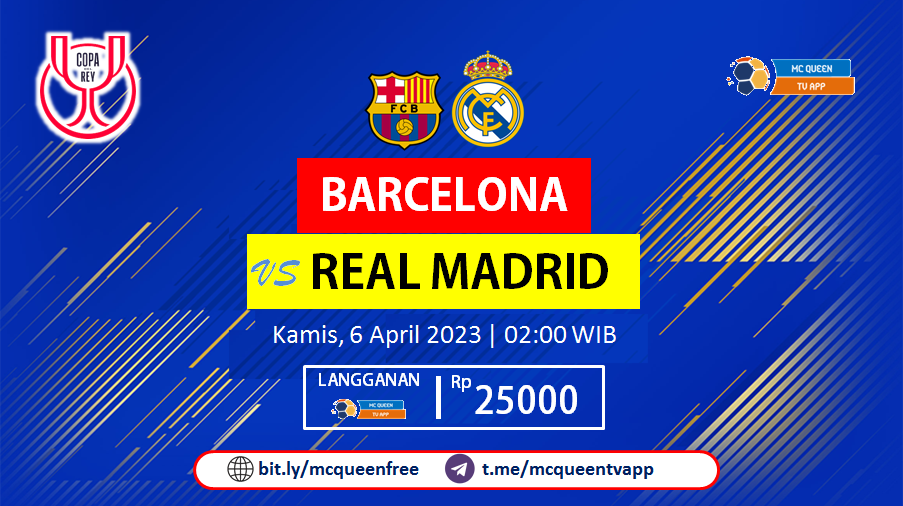 COPA
DEL
REY
FCB
MC QUEEN
TV APP
BARCELONA
VS REAL MADRID
Kamis, 6 April 2023 | 02:00 WIB
LANGGANAN
MC QUEEN
TV APP
Rp 25000
bit.ly/mcqueenfree
t.me/mcqueentvapp